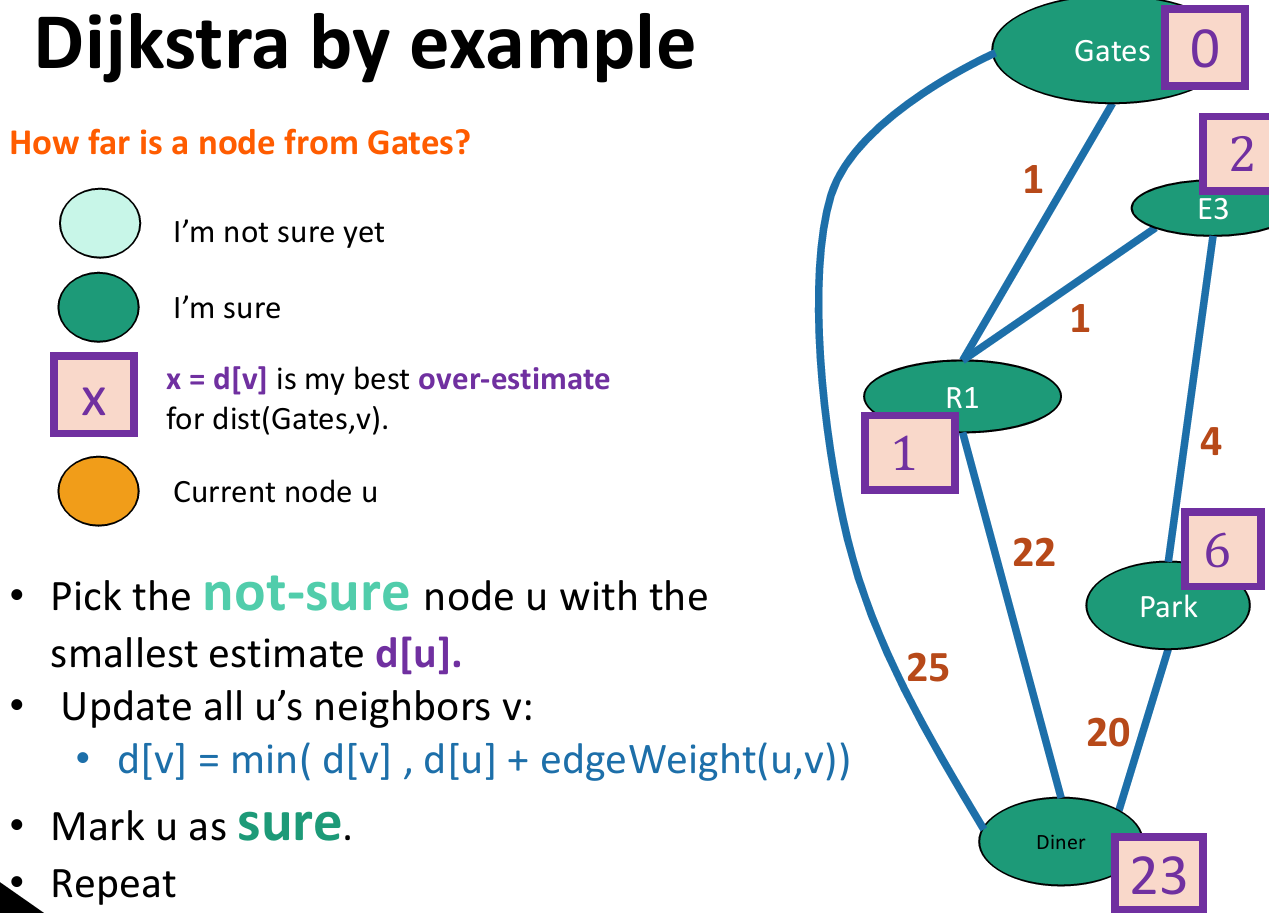 Dijkstra by example
How far is a node from Gates?
I'm not sure yet
I'm sure
x
x = d[v] is my best over-estimate
for dist(Gates,v).
Current node u
• Pick the not-sure node u with the
smallest estimate d[u].
• Update all u's neighbors v:
• d[v] = min( d[v] , d[u] + edgeWeight(u,v))
• Mark u as sure.
• Repeat
Gates
0
2
E3
1
1
R1
1
4
22
6
Park
25
20
Diner
23